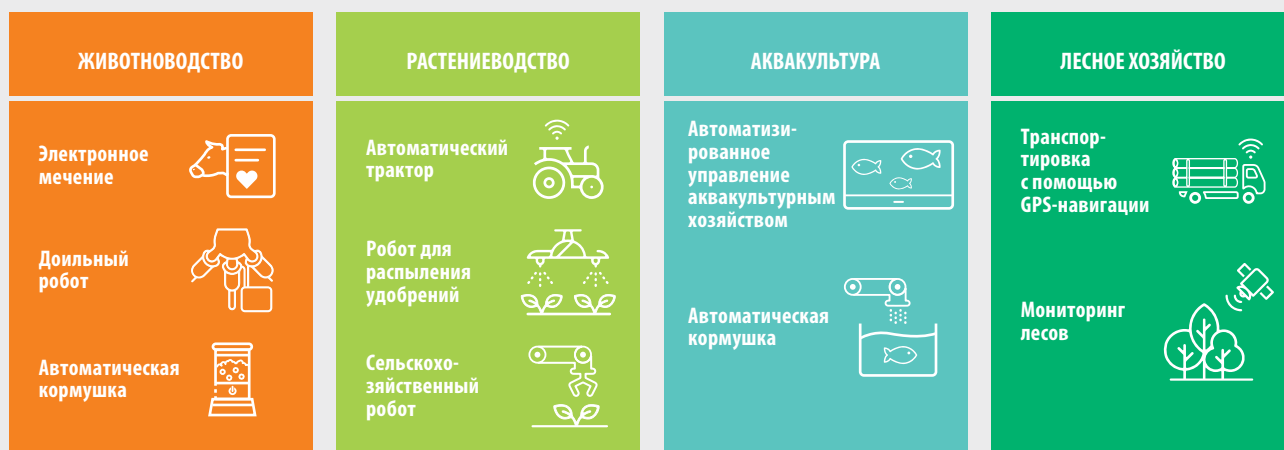 ЖИВОТНОВОДСТВО
Электронное
мечение
Доильный
робот
Автоматическая
кормушка
РАСТЕНИЕВОДСТВО
Автоматический
трактор
Робот для
распыления
удобрений
Сельскохо-
зяйственный
робот
АКВАКУЛЬТУРА
Автоматизи-
рованное
управление
аквакультурным
хозяйством
Автоматическая
кормушка
ЛЕСНОЕ ХОЗЯЙСТВО
Транспор-
тировка
с помощью
GPS-навигации
Мониторинг
лесов